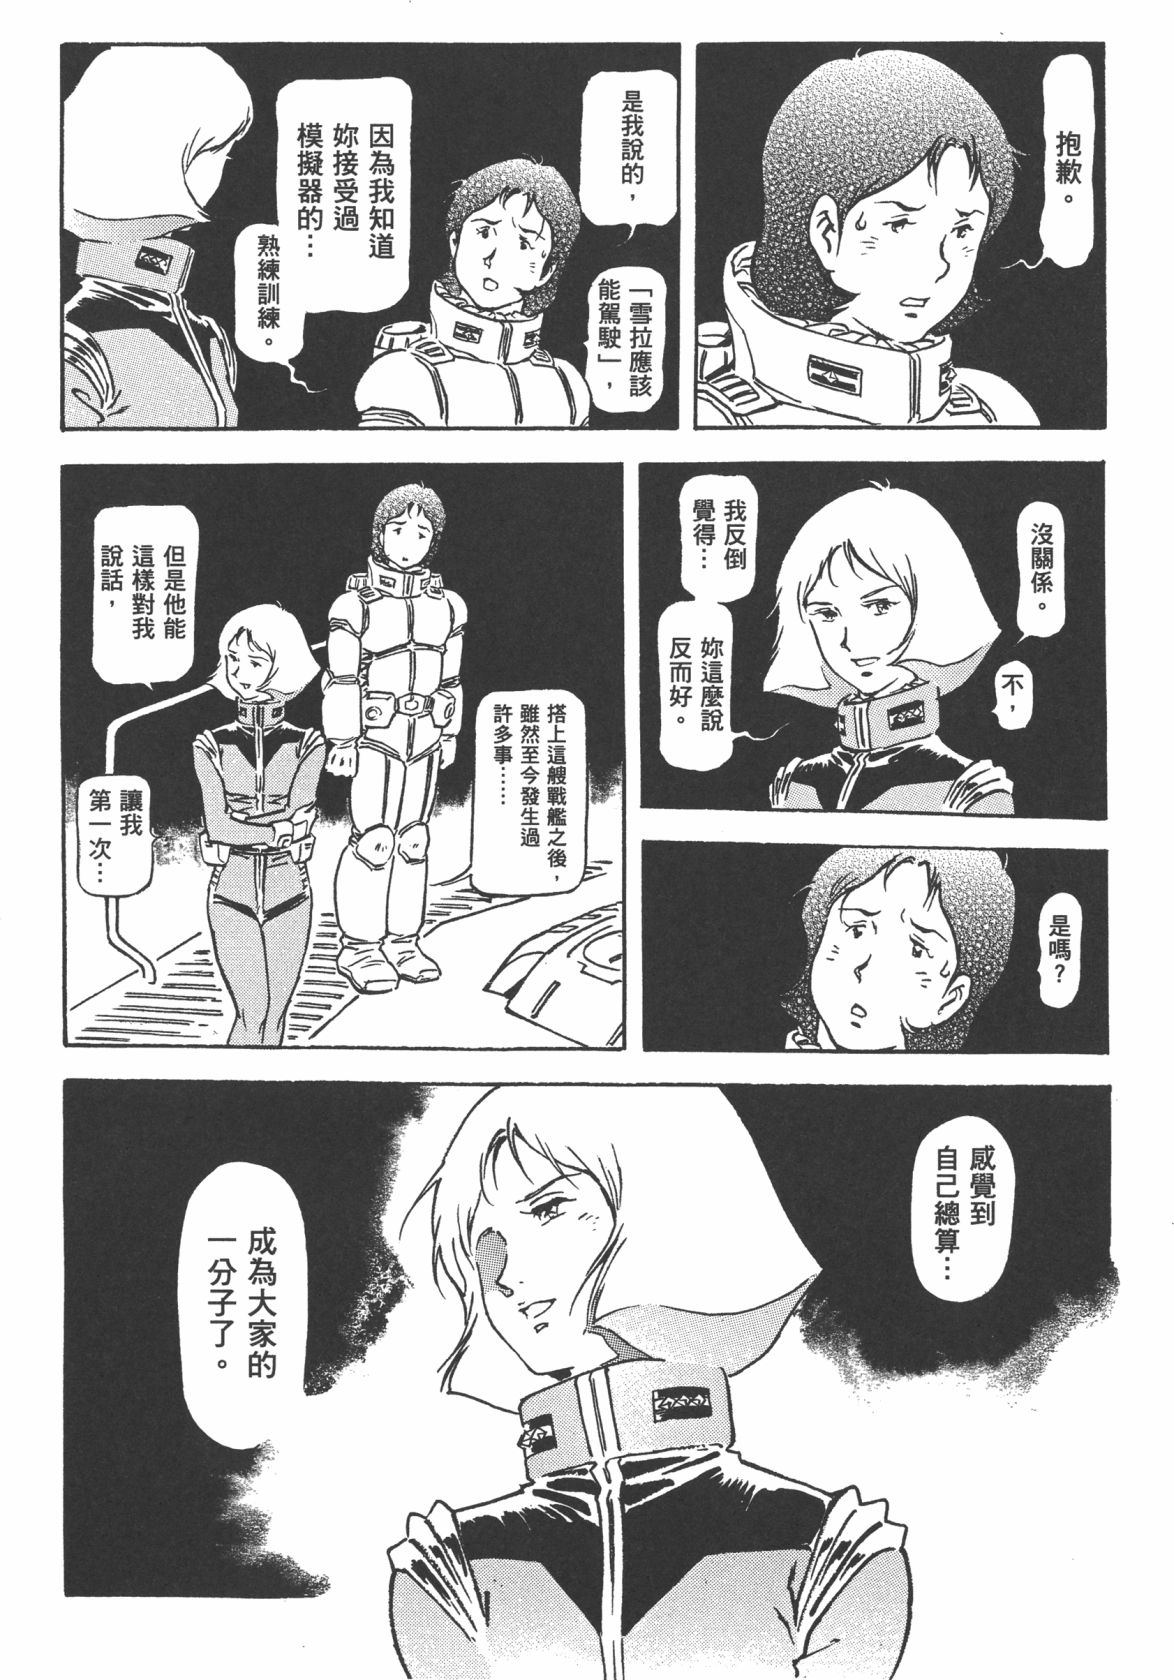 抱歉。
是我說的，
「雪拉應該
能駕駛」，
因為我知道
妳接受過
模擬器的…
熟練訓練。
沒關係。
不，
我反倒
覺得…
妳這麼說
反而好。
是嗎？
搭上這艘戰艦之後，
雖然至今發生過
許多事……
但是他能
這樣對我
說話，
讓我
第一次…
感覺到
自己總算…
成為大家的
一分子了。